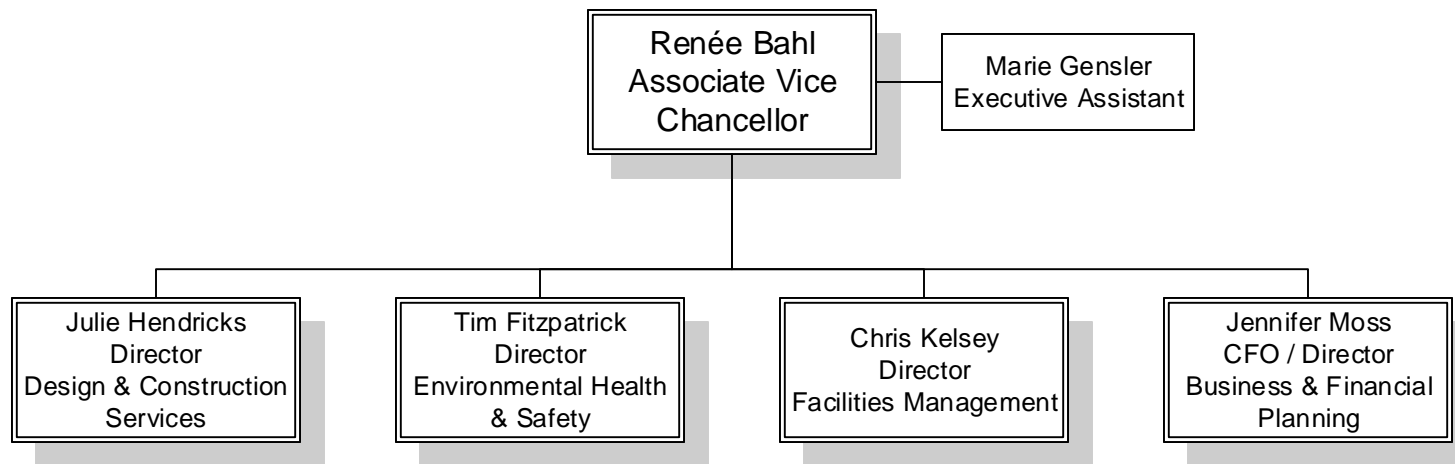 Renée Bahl
Associate Vice
Chancellor
Marie Gensler
Executive Assistant
Julie Hendricks
Director
Design & Construction
Services
Tim Fitzpatrick
Director
Environmental Health
& Safety
Chris Kelsey
Director
Facilities Management
Jennifer Moss
CFO / Director
Business & Financial
Planning